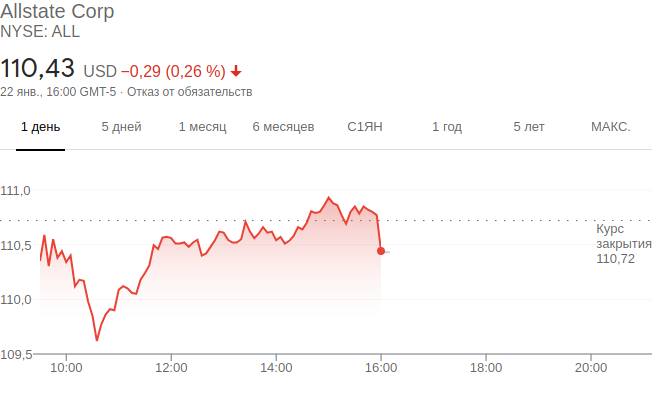 Allstate Corp
NYSE: ALL
110,43 USD −0,29 (0,26 %)
22 янв., 16:00 GMT-5 · Отказ от обязательств
1 день 5 дней 1 месяц 6 месяцев С1ЯН 1 год 5 лет МАКС.
111,0
110,5
110,0
109,5
Курс
закрытия
110,72
10:00 12:00 14:00 16:00 18:00 20:00